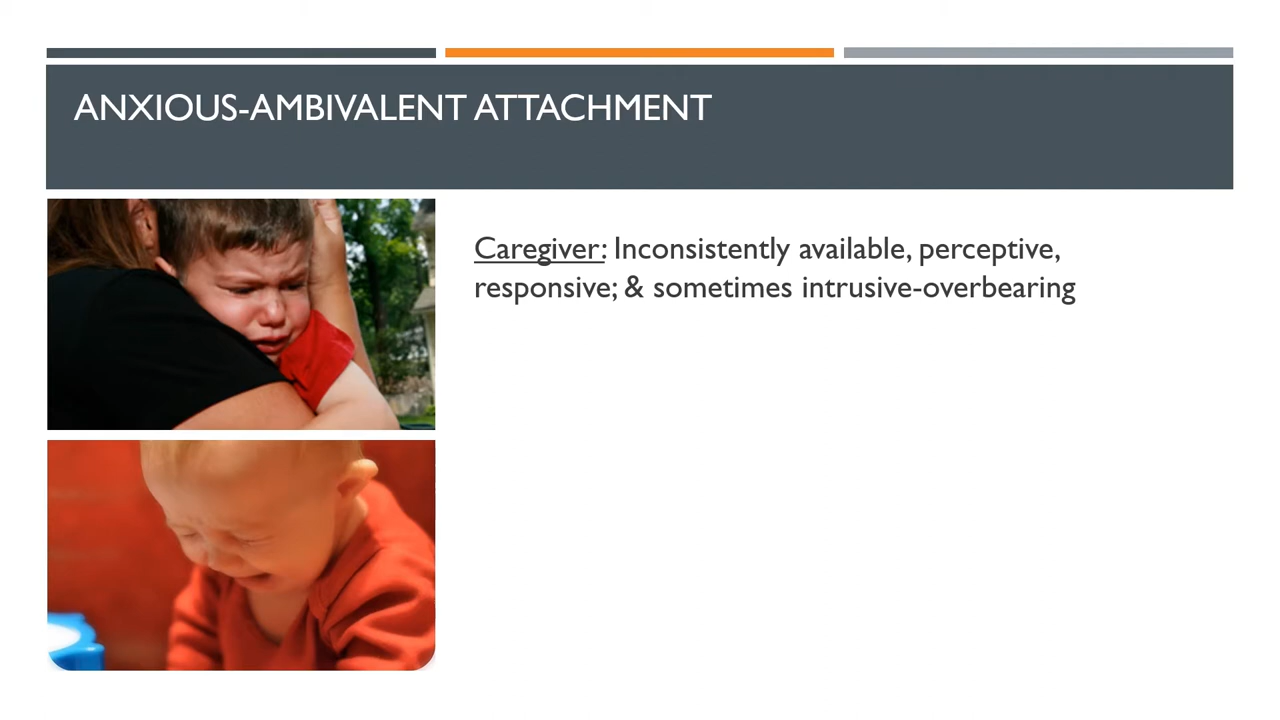 ANXIOUS-AMBIVALENT ATTACHMENT
Caregiver: Inconsistently available, perceptive,
responsive; & sometimes intrusive-overbearing